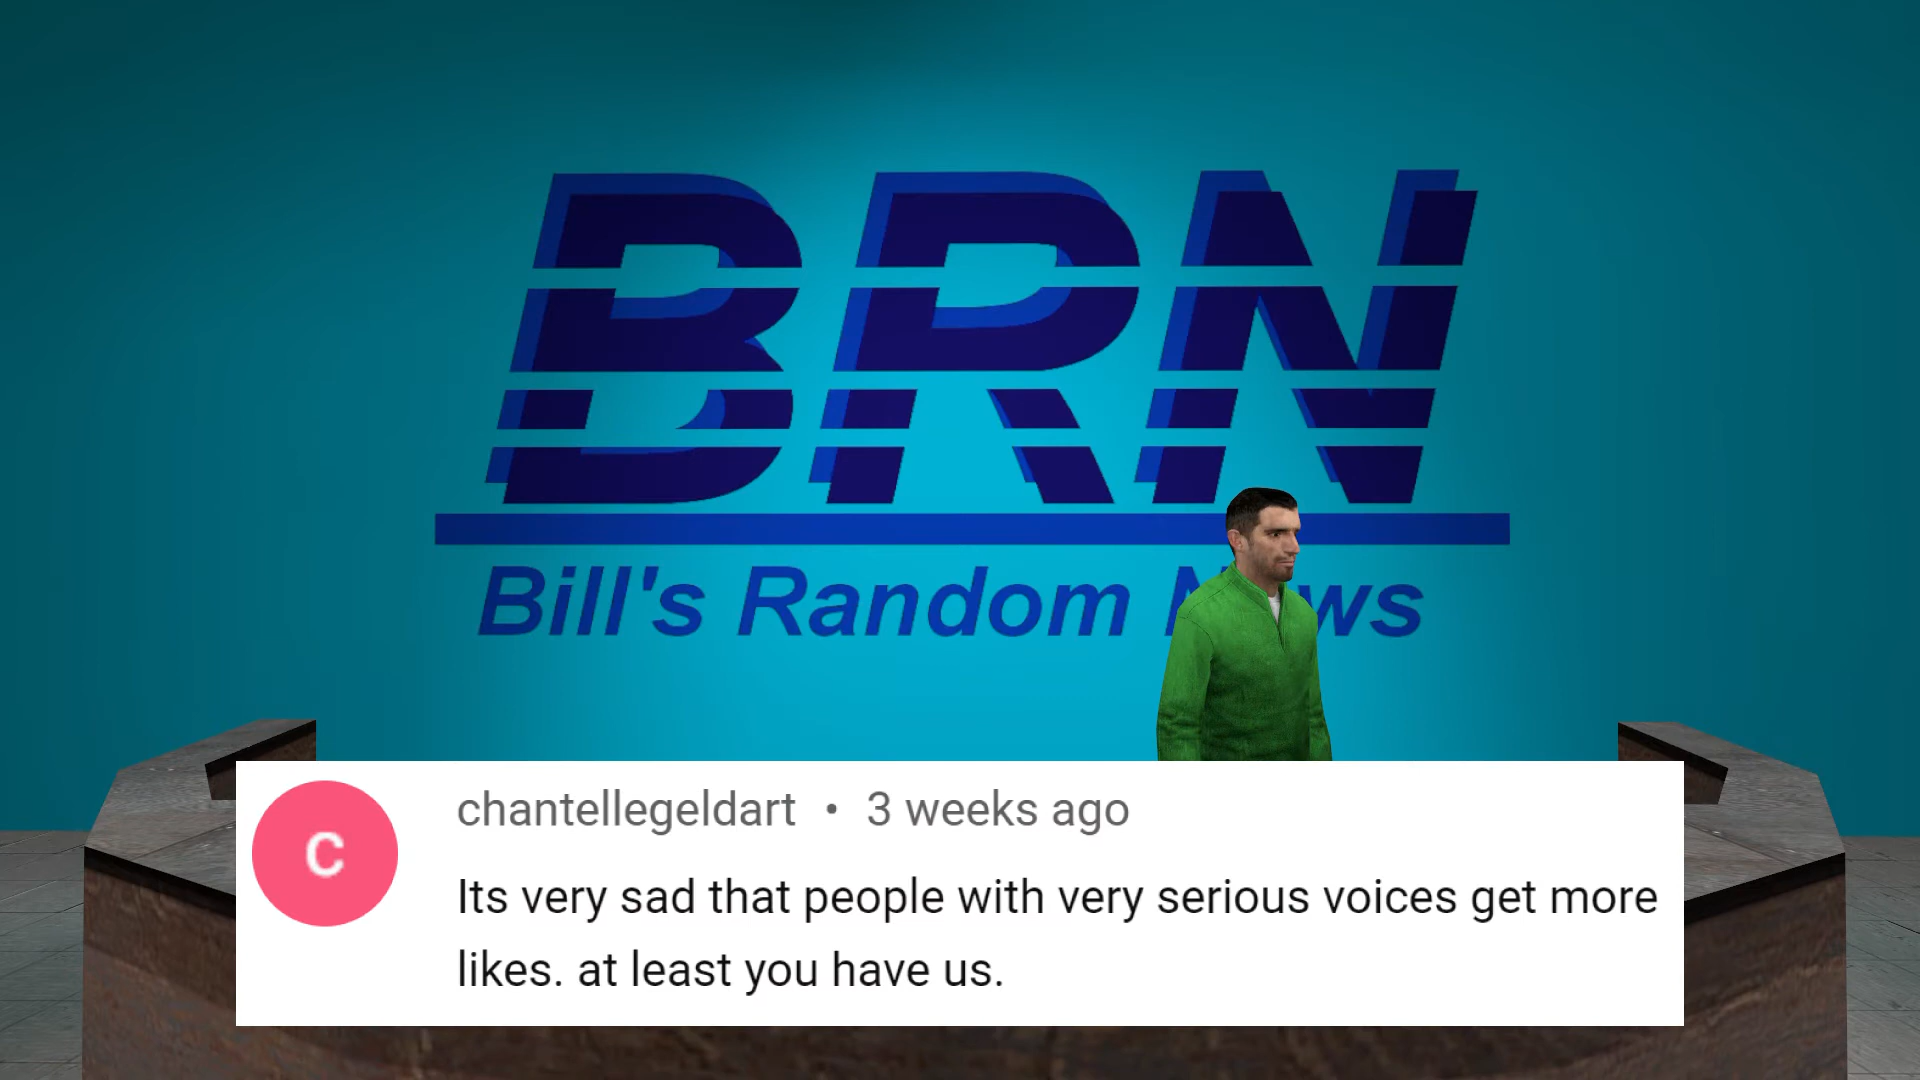 BRN
Bill's Random News
C
chantellegeldart • 3 weeks ago
Its very sad that people with very serious voices get more
likes. at least you have us.